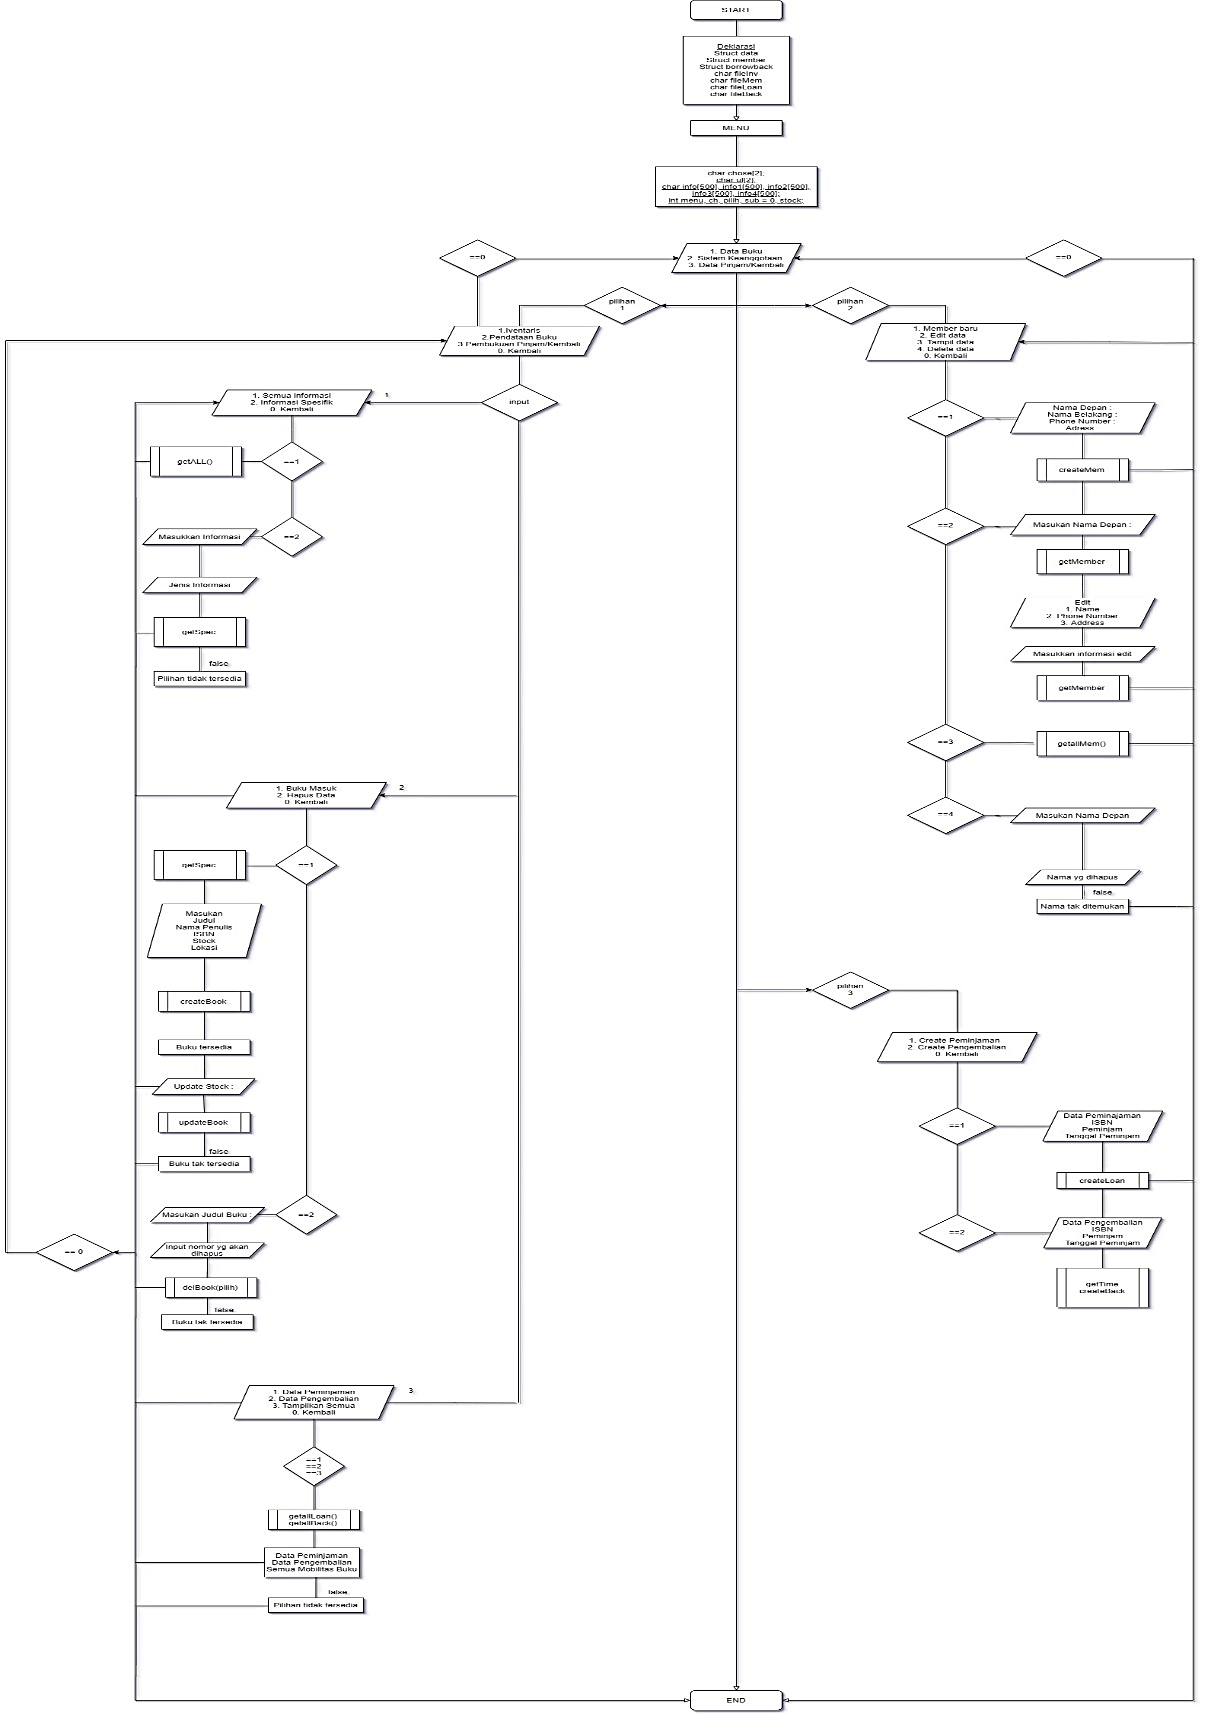 START
Deklarasi
Struct data
Struct member
Struct borrowback
char fileInv
char fileMem
char fileLoan
char fileBack
MENU
char chose[2];
char ul[2];
char info[500], info1[500], info2[500],
info3[500], info4[500];
int menu, ch, pilih, sub = 0, stock;
1. Data Buku
2. Sistem Keanggotaan
3. Data Pinjam/Kembali
==0
==0
pilihan
1
pilihan
2
1.Iventaris
2.Pendataan Buku
3 Pembukuan Pinjam/Kembali
0. Kembali
input
1
1. Semua Informasi
2. Informasi Spesifik
0. Kembali
getALL()
==1
Masukkan Informasi
==2
Jenis Informasi
getSpec
false
Pilihan tidak tersedia
2
1. Buku Masuk
2. Hapus Data
0. Kembali
getSpec
==1
Masukan
Judul
Nama Penulis
ISBN
Stock
Lokasi
createBook
Buku tersedia
Update Stock :
updateBook
false
Buku tak tersedia
Masukan Judul Buku :
==2
Input nomor yg akan
dihapus
== 0
delBook(pilih)
false
Buku tak tersedia
3
1. Data Peminjaman
2. Data Pengembalian
3. Tampilkan Semua
0. Kembali
==1
==2
==3
getallLoan()
getallBack()
Data Peminjaman
Data Pengembalian
Semua Mobilitas Buku
false
Pilihan tidak tersedia
1. Member baru
2. Edit data
3. Tampil data
4. Delete data
0. Kembali
==1
Nama Depan :
Nama Belakang :
Phone Number :
Adress
createMem
==2
Masukan Nama Depan :
getMember
Edit
1. Name
2. Phone Number
3. Address
Masukkan informasi edit
getMember
==3
getallMem()
==4
Masukan Nama Depan
Nama yg dihapus
false
Nama tak ditemukan
pilihan
3
1. Create Peminjaman
2. Create Pengembalian
0. Kembali
==1
Data Peminajaman
ISBN
Peminjam
Tanggal Peminjam
createLoan
==2
Data Pengembalian
ISBN
Peminjam
Tanggal Peminjam
getTime
createBack
END